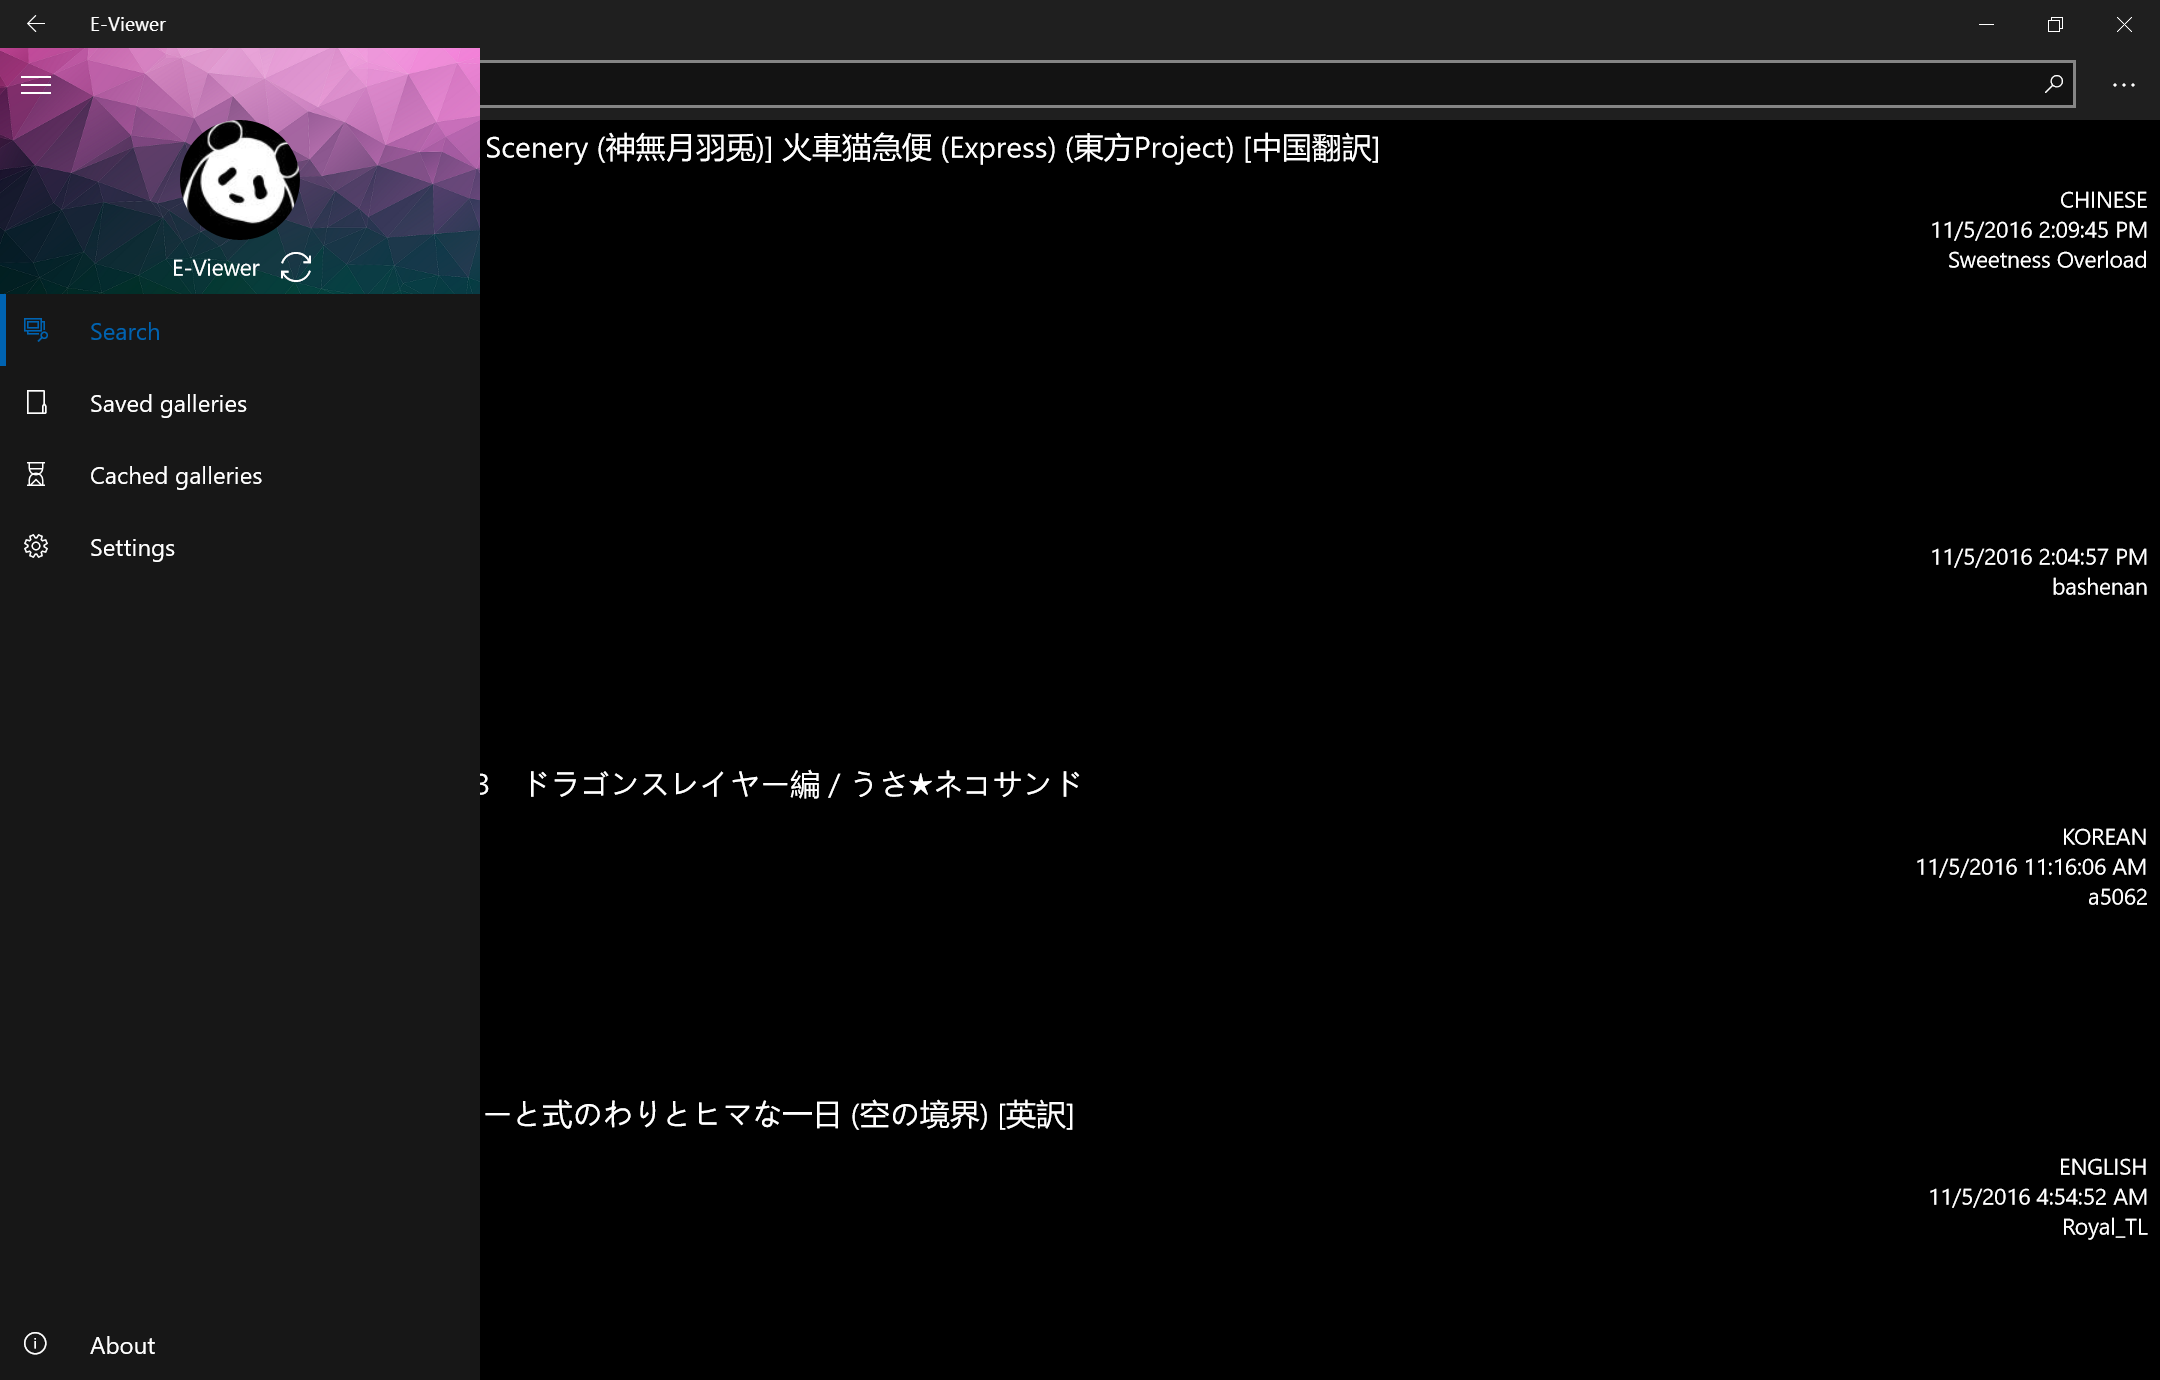 E-Viewer
E-Viewer
Search
Saved galleries
Cached galleries
Settings
About
Scenery (神無月羽兎)] 火車猫急便 (Express) (東方Project) [中国翻訳]
CHINESE
11/5/2016 2:09:45 PM
Sweetness Overload
11/5/2016 2:04:57 PM
bashenan
3　ドラゴンスレイヤー編 / うさ★ネコサンド
KOREAN
11/5/2016 11:16:06 AM
a5062
ーと式のわりとヒマな一日 (空の境界) [英訳]
ENGLISH
11/5/2016 4:54:52 AM
Royal_TL